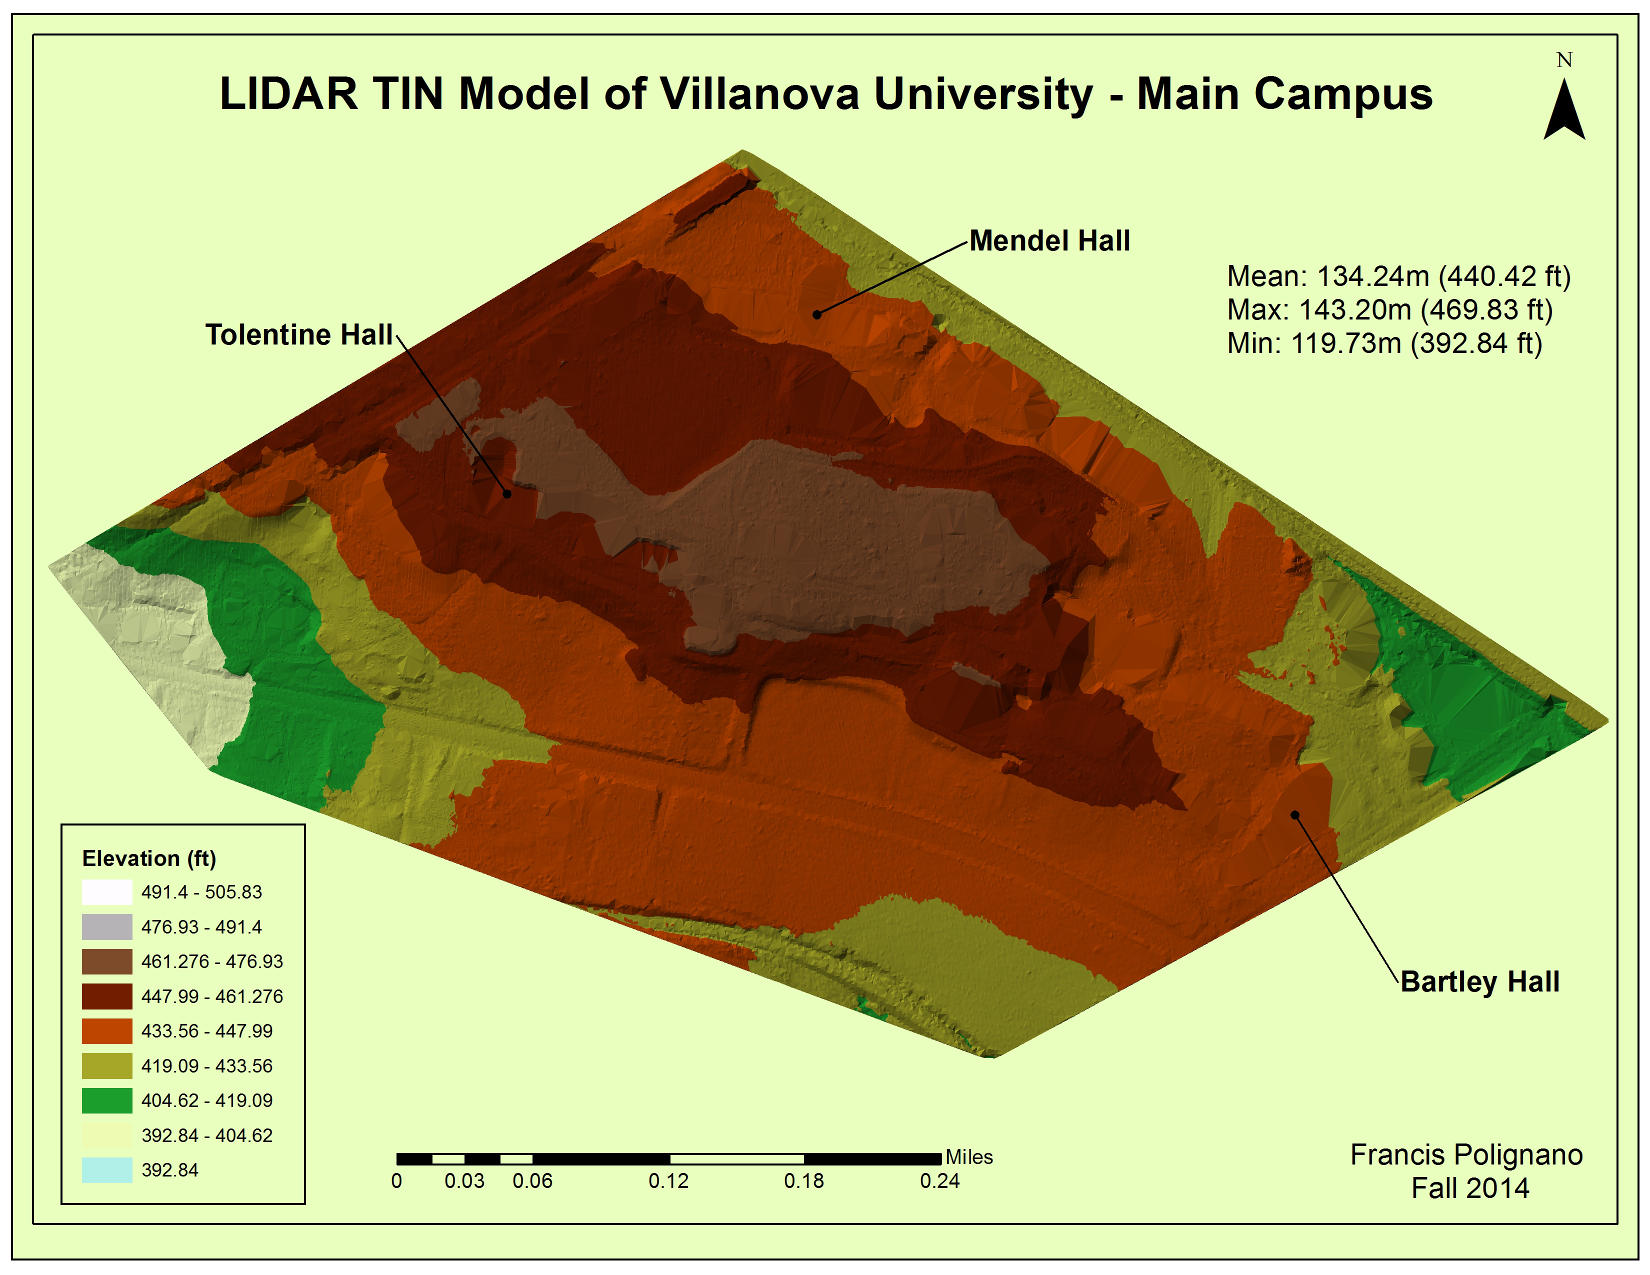 LIDAR TIN Model of Villanova University - Main Campus
N
Mendel Hall
Mean: 134.24m (440.42 ft)
Max: 143.20m (469.83 ft)
Min: 119.73m (392.84 ft)
Tolentine Hall
Bartley Hall
Elevation (ft)
491.4 - 505.83
476.93 - 491.4
461.276 - 476.93
447.99 - 461.276
433.56 - 447.99
419.09 - 433.56
404.62 - 419.09
392.84 - 404.62
392.84
Miles
0 0.03 0.06 0.12 0.18 0.24
Francis Polignano
Fall 2014